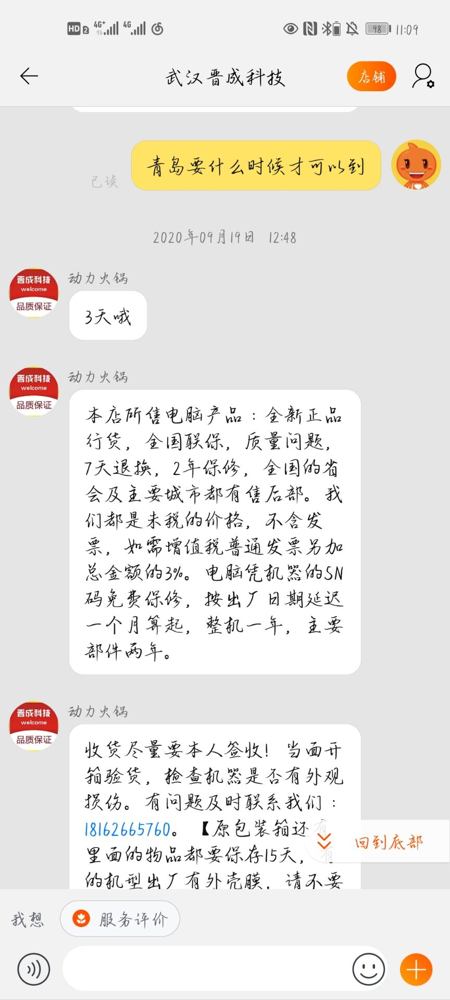 HD 2 4G+ 4G 98 11:09
武汉晋成科技
店铺
青岛要什么时候才可以到
已读
2020年09月19日 12:48
晋成科技
welcome
品质保证
动力火锅
3天哦
晋成科技
welcome
品质保证
动力火锅
本店所售电脑产品：全新正品
行货，全国联保，质量问题，
7天退换，2年保修，全国的省
会及主要城市都有售后部。我
们都是未税的价格，不含发
票，如需增值税普通发票另加
总金额的3%。电脑凭机器的SN
码免费保修，按出厂日期延迟
一个月算起，整机一年，主要
部件两年。
晋成科技
welcome
品质保证
动力火锅
收货尽量要本人签收！当面开
箱验货，检查机器是否有外观
损伤。有问题及时联系我们：
18162665760。【原包装箱还有
里面的物品都要保存15天，有
的机型出厂有外壳膜，请不要
回到底部
我想
服务评价